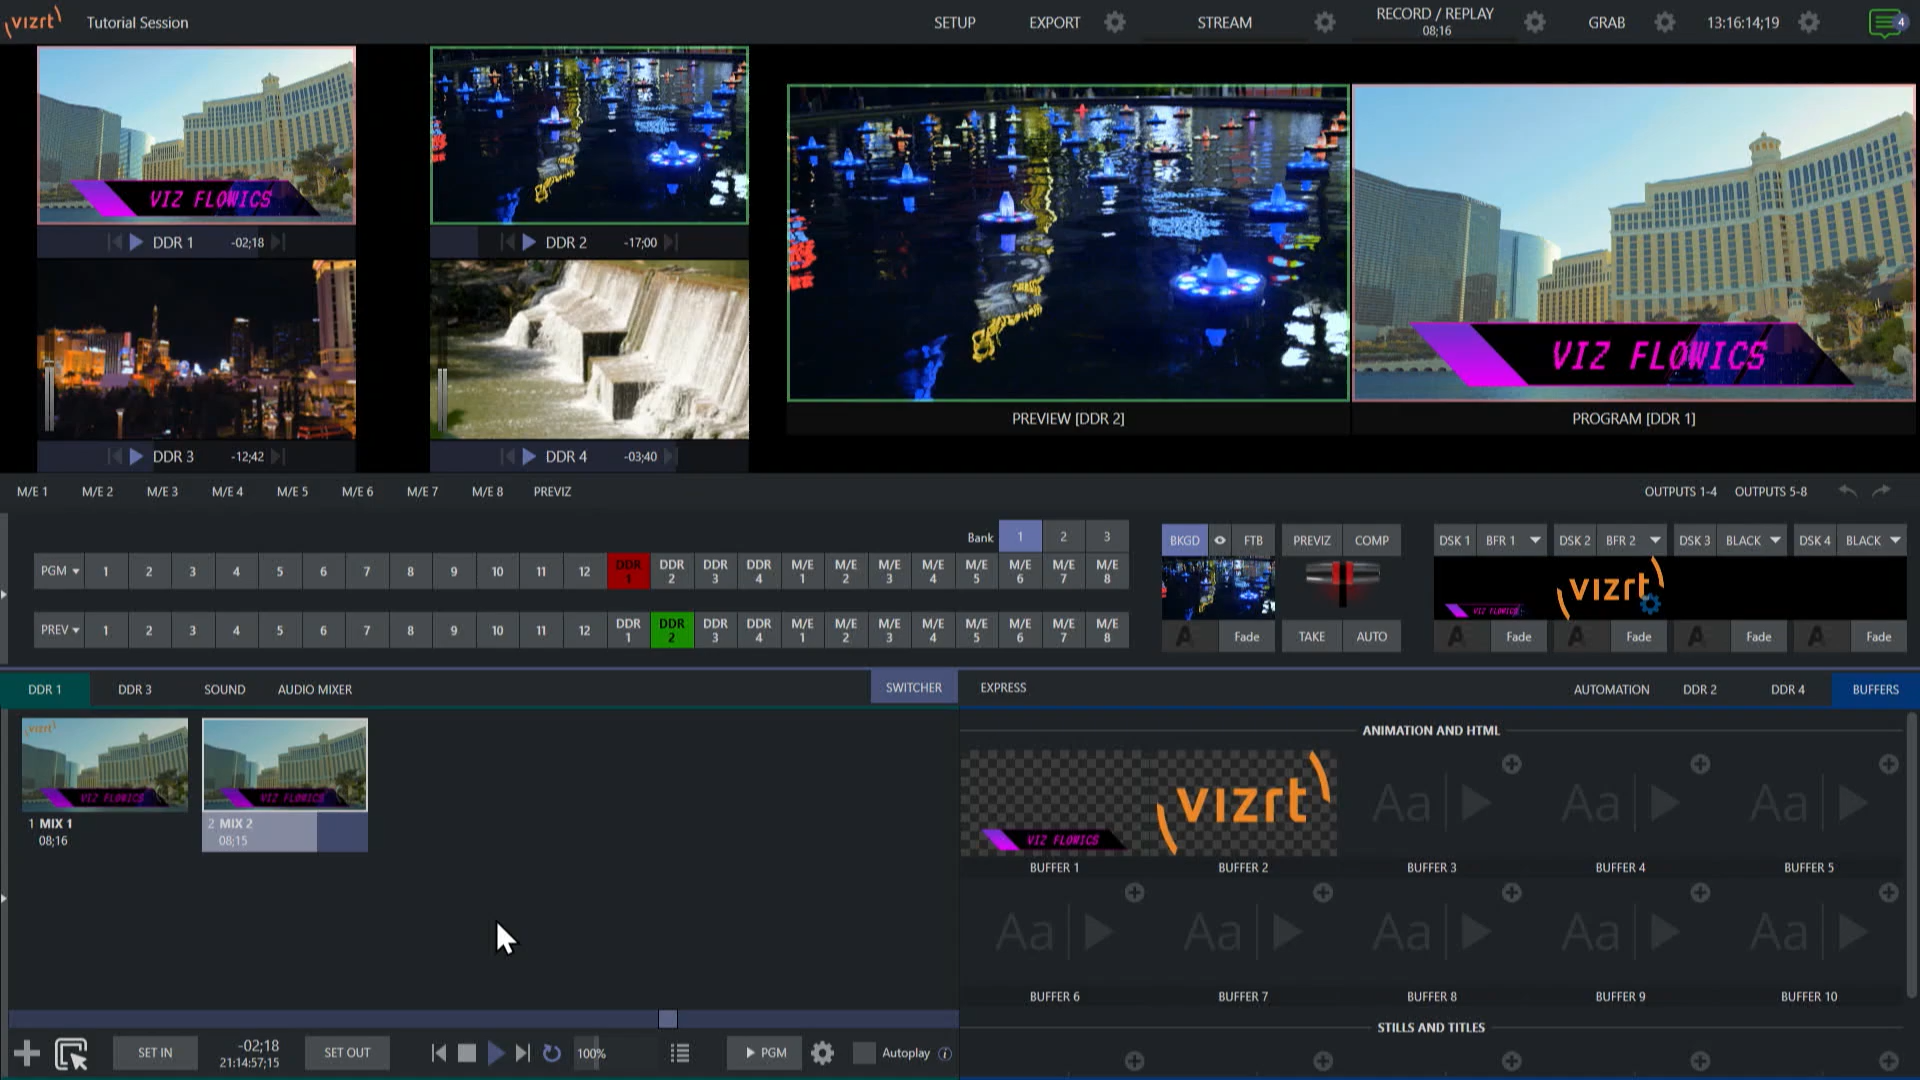 vizrt Tutorial Session SETUP EXPORT STREAM RECORD / REPLAY GRAB 13:16:14;19 4
08;16
VIZ FLOWICS
DDR 1 -02;18 DDR 2 -17;00
DDR 3 -12;42 DDR 4 -03;40
VIZ FLOWICS
PREVIEW [DDR 2] PROGRAM [DDR 1]
M/E 1 M/E 2 M/E 3 M/E 4 M/E 5 M/E 6 M/E 7 M/E 8 PREVIZ OUTPUTS 1-4 OUTPUTS 5-8
Bank 1 2 3
PGM 1 2 3 4 5 6 7 8 9 10 11 12 DDR 1 DDR 2 DDR 3 DDR 4 M/E 1 M/E 2 M/E 3 M/E 4 M/E 5 M/E 6 M/E 7 M/E 8
PREV 1 2 3 4 5 6 7 8 9 10 11 12 DDR 1 DDR 2 DDR 3 DDR 4 M/E 1 M/E 2 M/E 3 M/E 4 M/E 5 M/E 6 M/E 7 M/E 8
BKGD FTB PREVIZ COMP DSK 1 BFR 1 DSK 2 BFR 2 DSK 3 BLACK DSK 4 BLACK
VIZ FLOWICS vizrt
A Fade TAKE AUTO A Fade A Fade A Fade A Fade
DDR 1 DDR 3 SOUND AUDIO MIXER SWITCHER EXPRESS AUTOMATION DDR 2 DDR 4 BUFFERS
vizrt
VIZ FLOWICS VIZ FLOWICS
1 MIX 1 2 MIX 2
08;16 08;15
ANIMATION AND HTML
VIZ FLOWICS vizrt Aa Aa Aa
BUFFER 1 BUFFER 2 BUFFER 3 BUFFER 4 BUFFER 5
Aa Aa Aa Aa Aa
BUFFER 6 BUFFER 7 BUFFER 8 BUFFER 9 BUFFER 10
STILLS AND TITLES
SET IN -02;18 SET OUT 100% PGM Autoplay i
21:14:57;15